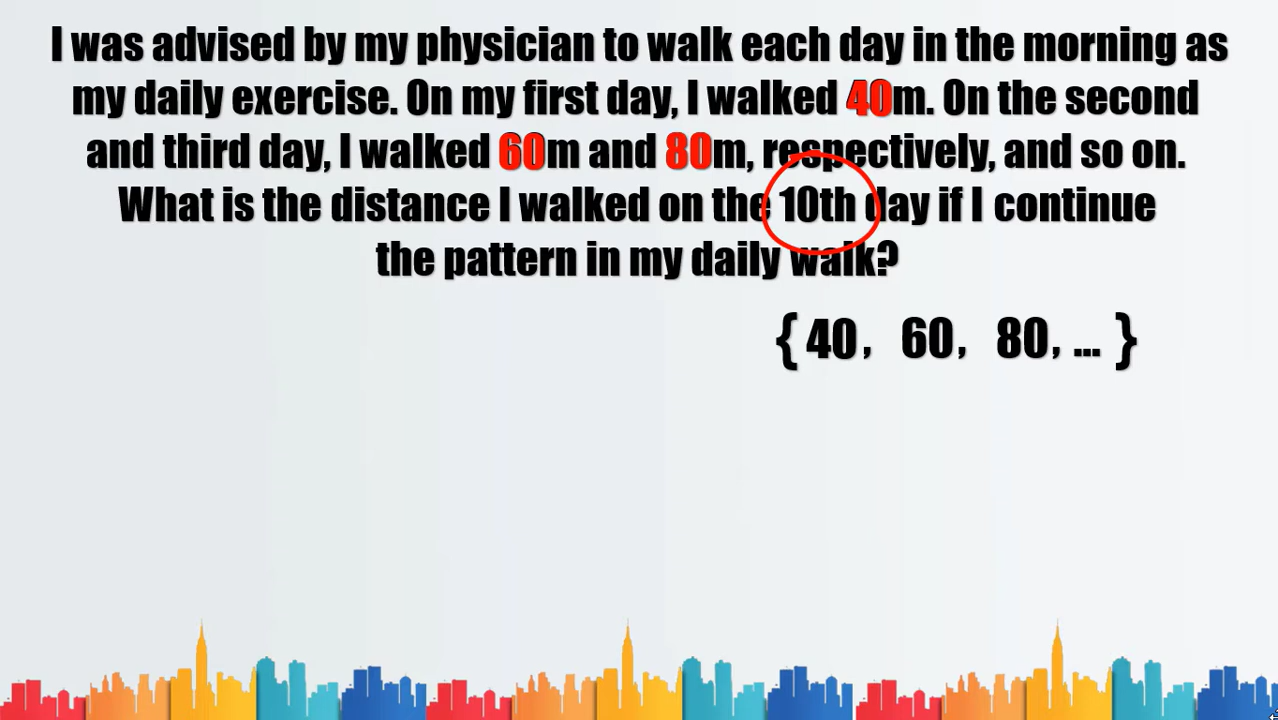 I was advised by my physician to walk each day in the morning as
my daily exercise. On my first day, I walked 40m. On the second
and third day, I walked 60m and 80m, respectively, and so on.
What is the distance I walked on the 10th day if I continue
the pattern in my daily walk?
{ 40, 60, 80, ... }